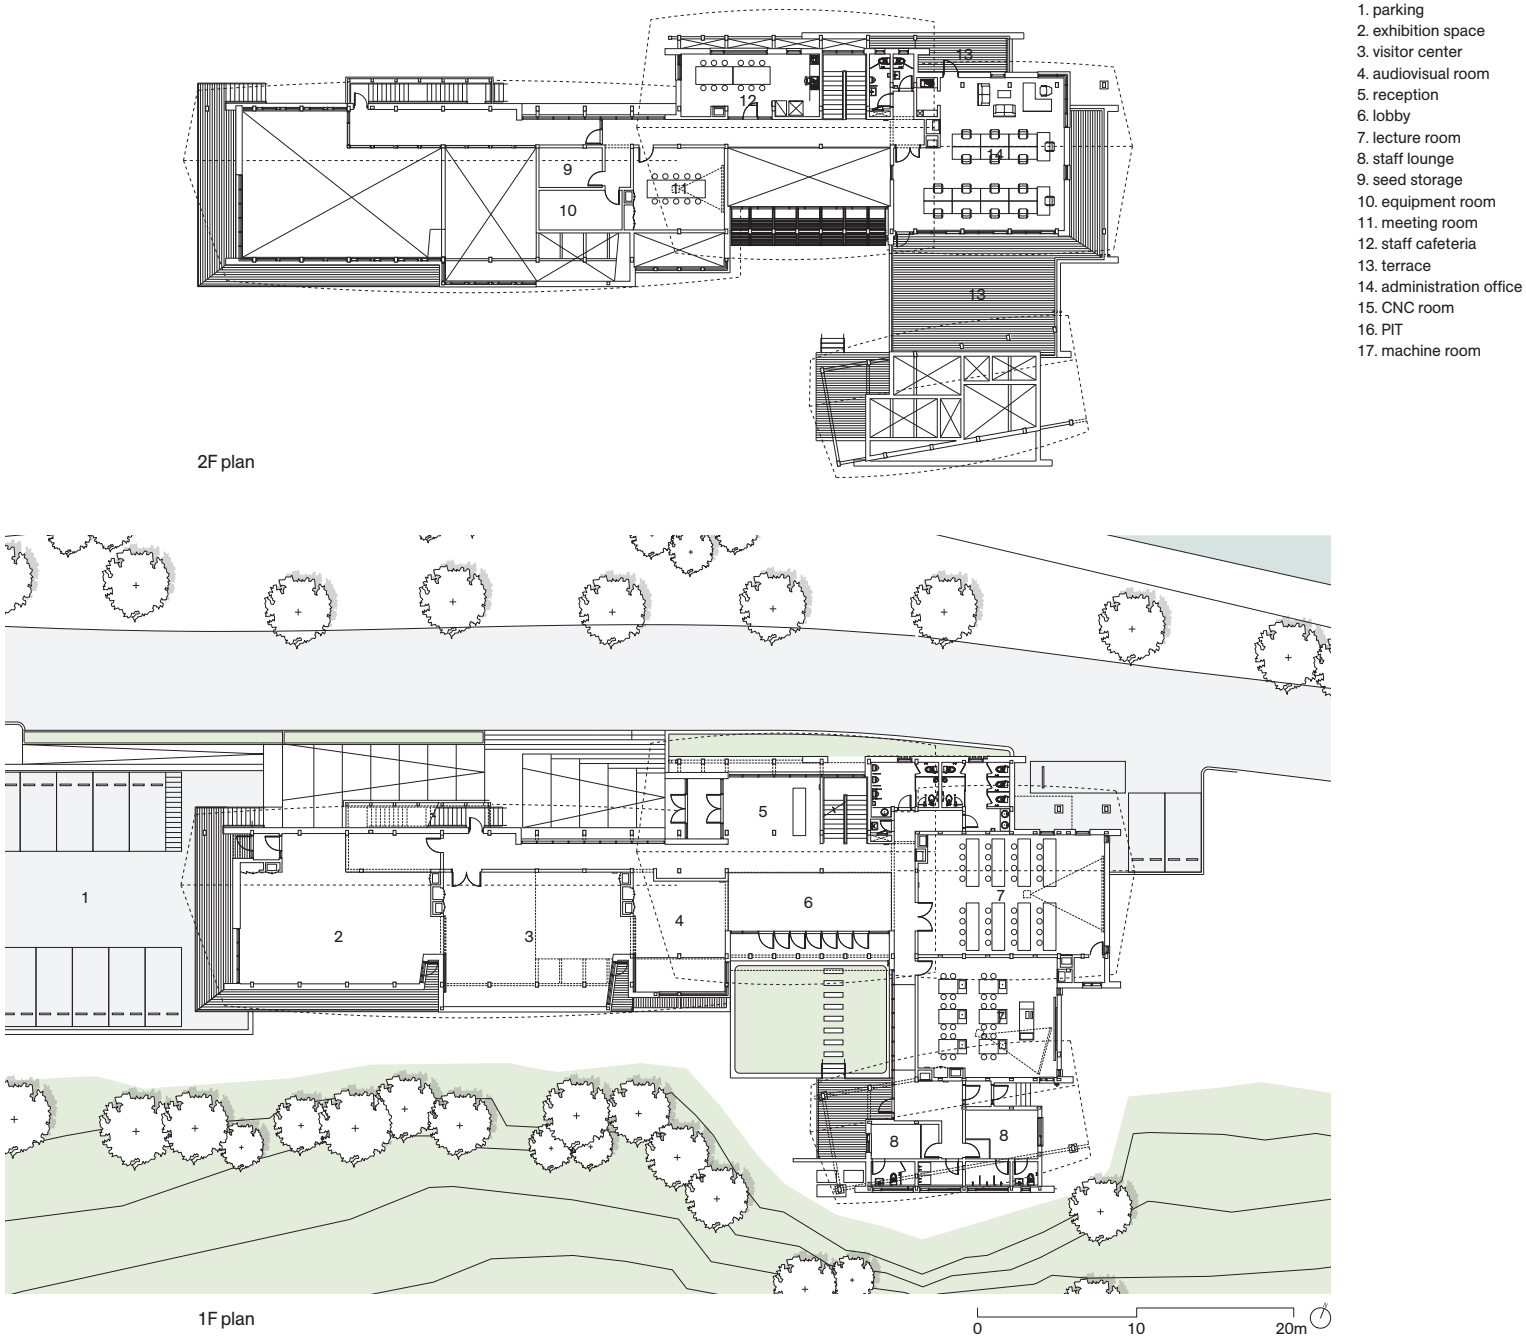 1. parking
2. exhibition space
3. visitor center
4. audiovisual room
5. reception
6. lobby
7. lecture room
8. staff lounge
9. seed storage
10. equipment room
11. meeting room
12. staff cafeteria
13. terrace
14. administration office
15. CNC room
16. PIT
17. machine room
13
12
14
9
11
10
13
2F plan
5
1
2
3
4
6
7
7
8
8
1F plan
0 10 20m